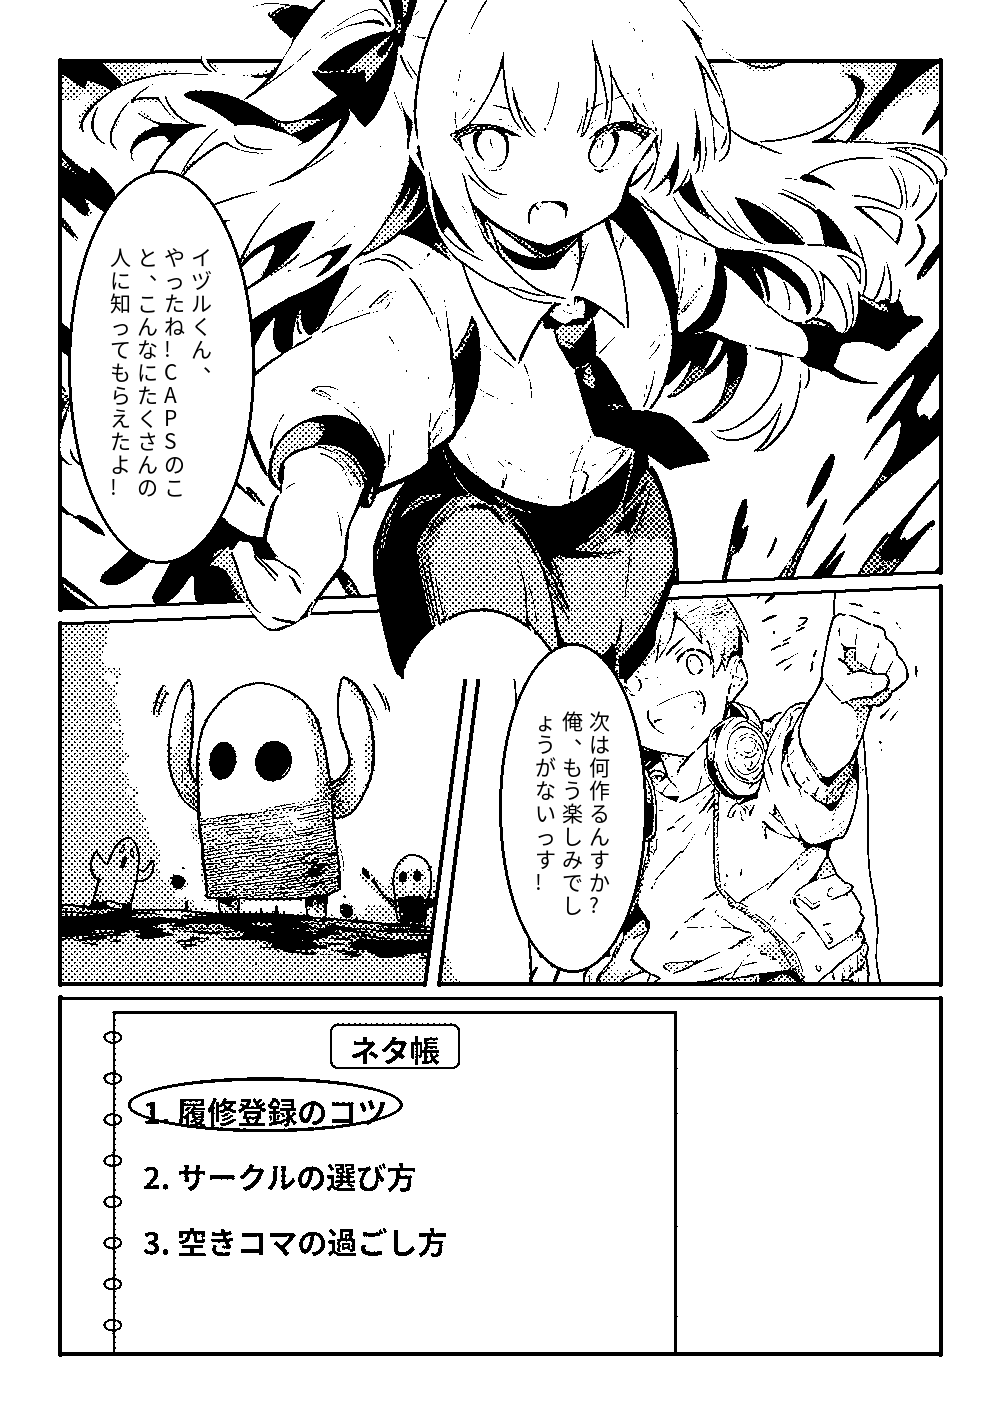 イヅルくん、
やったね!CAPSのこ
と、こんなにたくさんの
人に知ってもらえたよ!
次は何作るんすか?
俺、もう楽しみでし
ょうがないっす!
ネタ帳
1. 履修登録のコツ
2. サークルの選び方
3. 空きコマの過ごし方